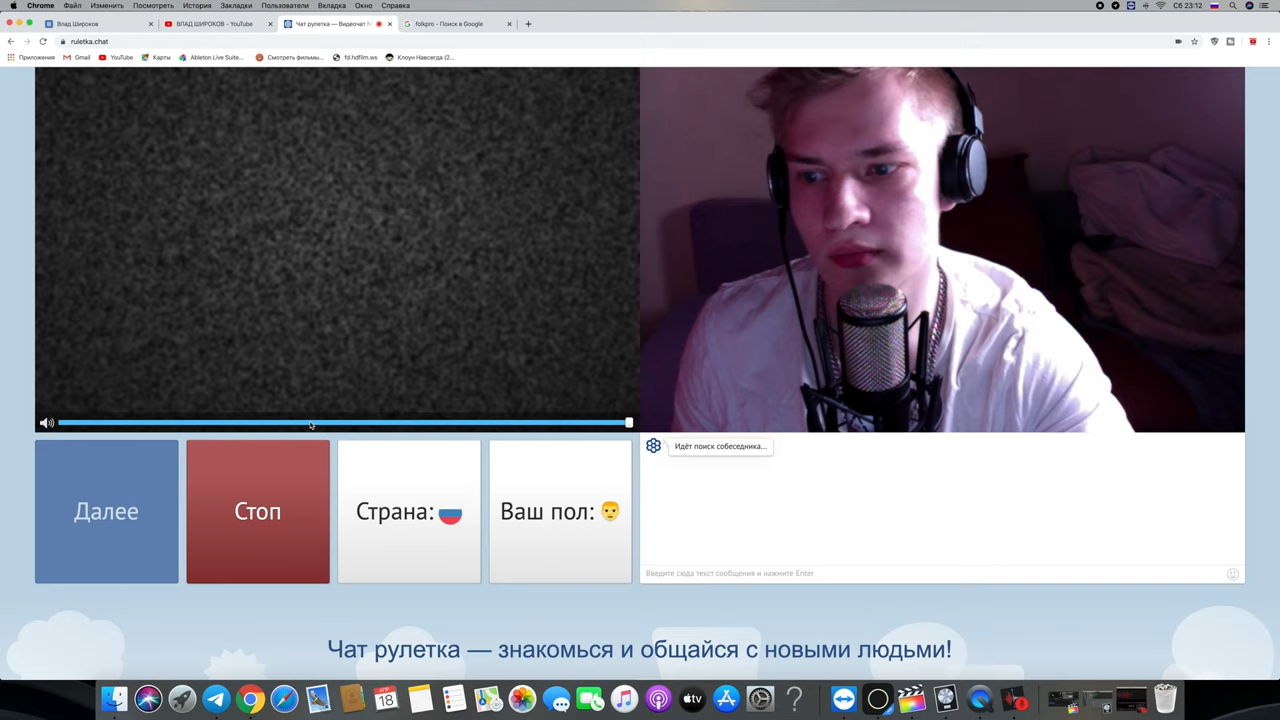 Chrome Файл Изменить Посмотреть История Закладки Пользователи Вкладка Окно Справка Сб 23:12
Влад Широков
ВЛАД ШИРОКОВ - YouTube
Чат рулетка — Видеочат
folkpro - Поиск в Google
ruletka.chat
Приложения Gmail YouTube Карты Ableton Live Suite... Смотреть фильмы... fd.hdfilm.ws Клоун Навсегда (2...
Идёт поиск собеседника...
Далее Стоп Страна: Ваш пол:
Введите сюда текст сообщения и нажмите Enter
Чат рулетка — знакомься и общайся с новыми людьми!
АПР
18
tv